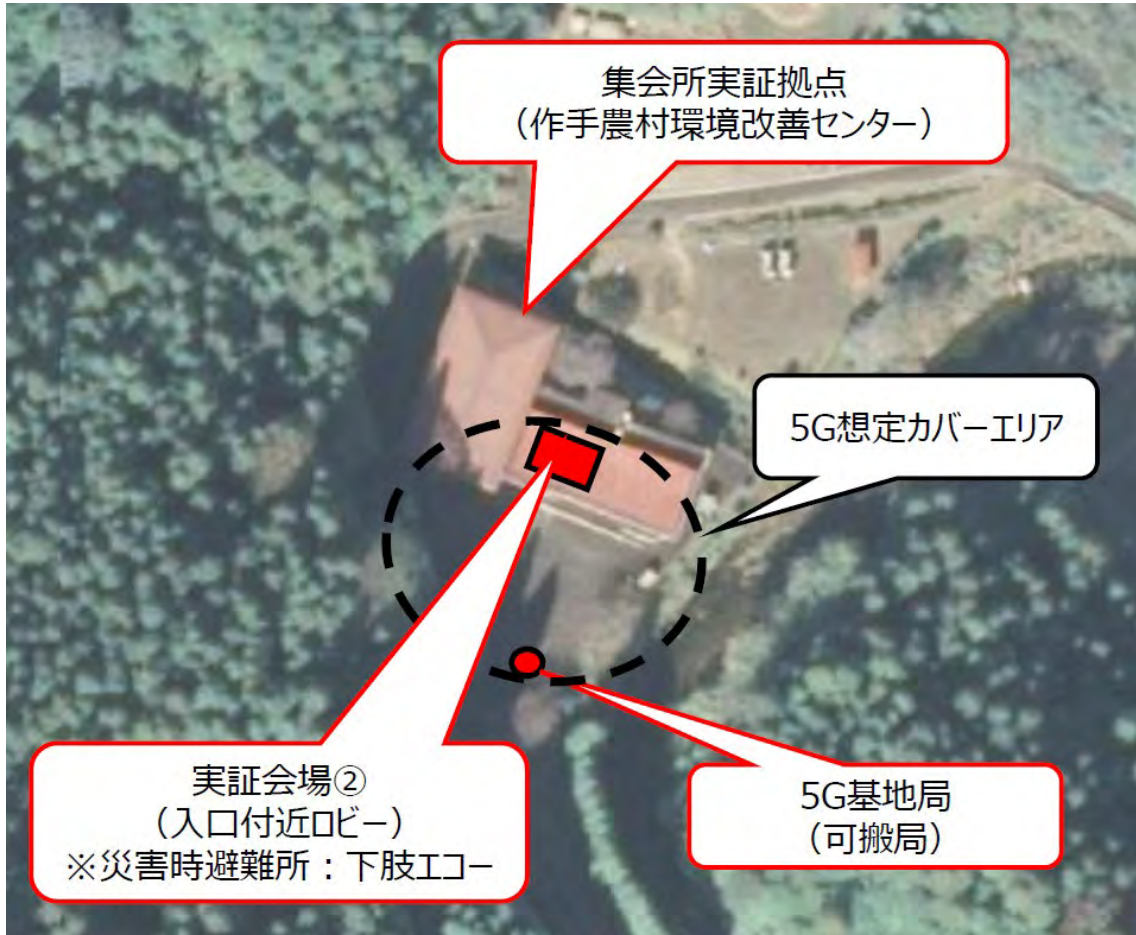 集会所実証拠点
（作手農村環境改善センター）
5G想定カバーエリア
実証会場②
（入口付近ロビー）
※災害時避難所：下肢エコー
5G基地局
（可搬局）